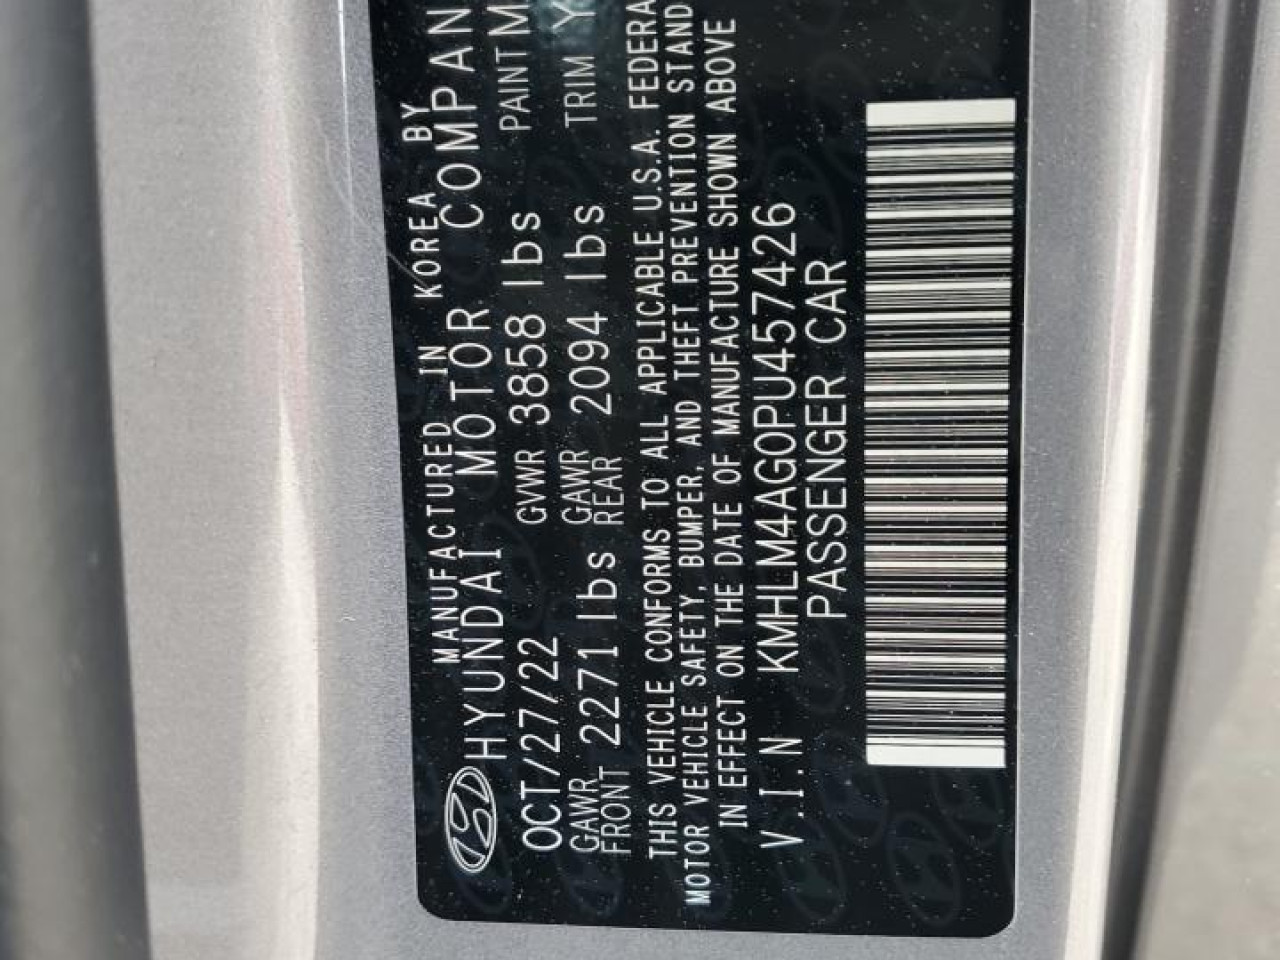 MANUFACTURED IN KOREA BY
HYUNDAI MOTOR COMPAN
OCT/27/22 GVWR 3858 lbs PAINT M
GAWR FRONT 2271 lbs GAWR REAR 2094 lbs TRIM Y
THIS VEHICLE CONFORMS TO ALL APPLICABLE U.S.A. FEDERA
MOTOR VEHICLE SAFETY, BUMPER, AND THEFT PREVENTION STAND
IN EFFECT ON THE DATE OF MANUFACTURE SHOWN ABOVE
V.I.N KMHLM4AG0PU457426
PASSENGER CAR